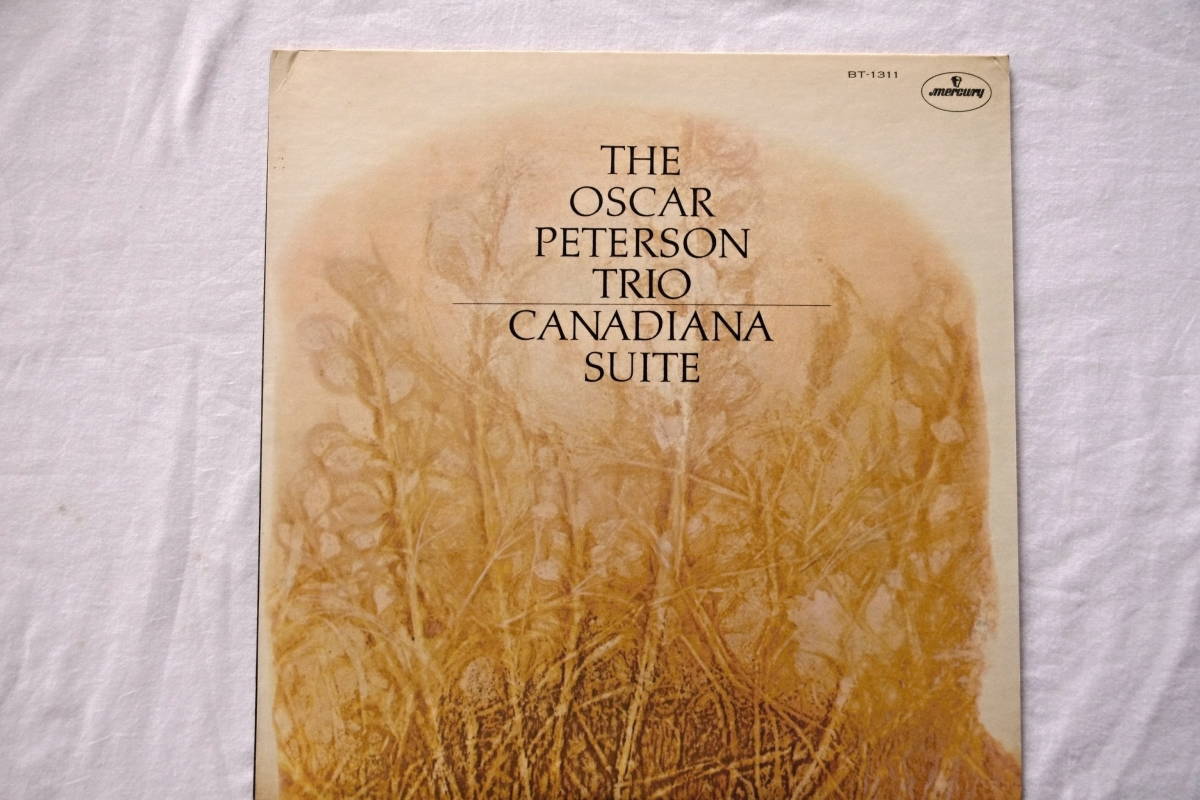 BT-1311
mercury
THE
OSCAR
PETERSON
TRIO
CANADIANA
SUITE